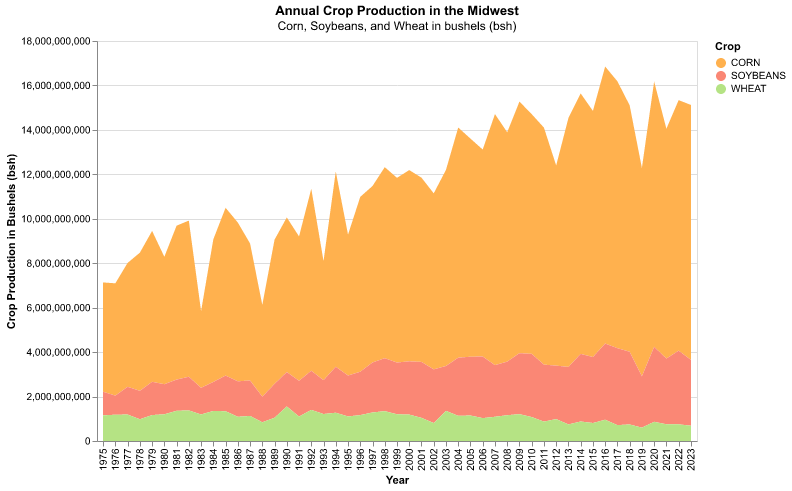 Annual Crop Production in the Midwest
Corn, Soybeans, and Wheat in bushels (bsh)
18,000,000,000
16,000,000,000
14,000,000,000
12,000,000,000
10,000,000,000
8,000,000,000
6,000,000,000
4,000,000,000
2,000,000,000
0
Crop Production in Bushels (bsh)
1975 1976 1977 1978 1979 1980 1981 1982 1983 1984 1985 1986 1987 1988 1989 1990 1991 1992 1993 1994 1995 1996 1997 1998 1999 2000 2001 2002 2003 2004 2005 2006 2007 2008 2009 2010 2011 2012 2013 2014 2015 2016 2017 2018 2019 2020 2021 2022 2023
Year
Crop
CORN
SOYBEANS
WHEAT